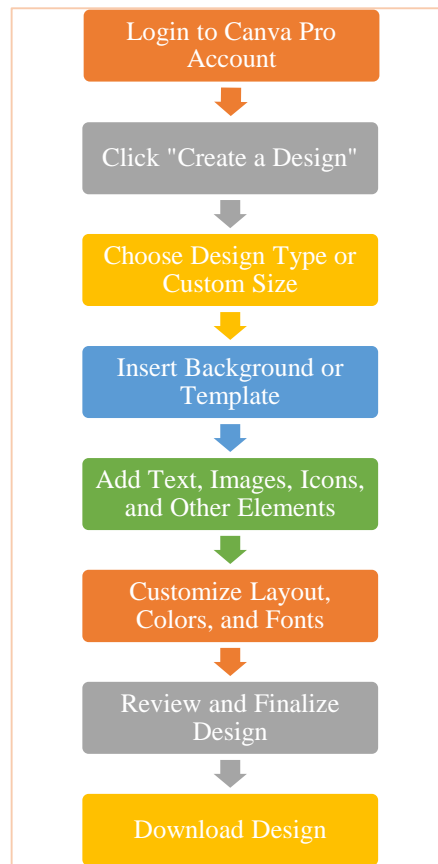 Login to Canva Pro
Account
Click "Create a Design"
Choose Design Type or
Custom Size
Insert Background or
Template
Add Text, Images, Icons,
and Other Elements
Customize Layout,
Colors, and Fonts
Review and Finalize
Design
Download Design